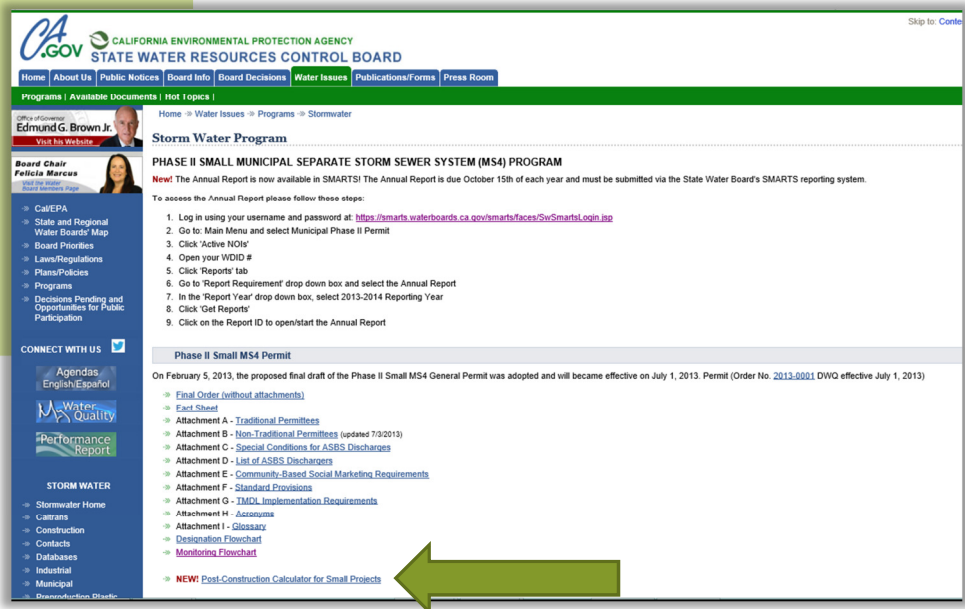 Skip to: Conte
CA.GOV
CALIFORNIA ENVIRONMENTAL PROTECTION AGENCY
STATE WATER RESOURCES CONTROL BOARD
Home About Us Public Notices Board Info Board Decisions Water Issues Publications/Forms Press Room
Programs | Available Documents | Hot Topics |
Office of Governor
Edmund G. Brown Jr.
Visit his Website
Board Chair
Felicia Marcus
Visit the Water
Board Members Page
Cal/EPA
State and Regional
Water Boards' Map
Board Priorities
Laws/Regulations
Plans/Policies
Programs
Decisions Pending and
Opportunities for Public
Participation
CONNECT WITH US
Agendas
English/Español
My Water
Quality
Performance
Report
STORM WATER
Stormwater Home
Caltrans
Construction
Contacts
Databases
Industrial
Municipal
Preproduction Plastic
Home Water Issues Programs Stormwater
Storm Water Program
PHASE II SMALL MUNICIPAL SEPARATE STORM SEWER SYSTEM (MS4) PROGRAM
New! The Annual Report is now available in SMARTS! The Annual Report is due October 15th of each year and must be submitted via the State Water Board's SMARTS reporting system.
To access the Annual Report please follow these steps:
1. Log in using your username and password at: https://smarts.waterboards.ca.gov/smarts/faces/SwSmartsLogin.jsp
2. Go to: Main Menu and select Municipal Phase II Permit
3. Click 'Active NOIs'
4. Open your WDID #
5. Click 'Reports' tab
6. Go to 'Report Requirement' drop down box and select the Annual Report
7. In the 'Report Year' drop down box, select 2013-2014 Reporting Year
8. Click 'Get Reports'
9. Click on the Report ID to open/start the Annual Report
Phase II Small MS4 Permit
On February 5, 2013, the proposed final draft of the Phase II Small MS4 General Permit was adopted and will became effective on July 1, 2013. Permit (Order No. 2013-0001 DWQ effective July 1, 2013)
Final Order (without attachments)
Fact Sheet
Attachment A - Traditional Permittees
Attachment B - Non-Traditional Permittees (updated 7/3/2013)
Attachment C - Special Conditions for ASBS Discharges
Attachment D - List of ASBS Dischargers
Attachment E - Community-Based Social Marketing Requirements
Attachment F - Standard Provisions
Attachment G - TMDL Implementation Requirements
Attachment H - Acronyms
Attachment I - Glossary
Designation Flowchart
Monitoring Flowchart
NEW! Post-Construction Calculator for Small Projects